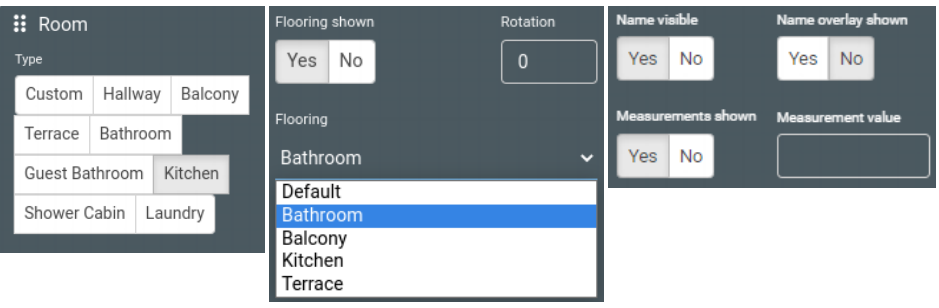 Room
Type
Custom Hallway Balcony
Terrace Bathroom
Guest Bathroom Kitchen
Shower Cabin Laundry
Flooring shown Rotation
Yes No 0
Flooring
Bathroom
Default
Bathroom
Balcony
Kitchen
Terrace
Name visible Name overlay shown
Yes No Yes No
Measurements shown Measurement value
Yes No